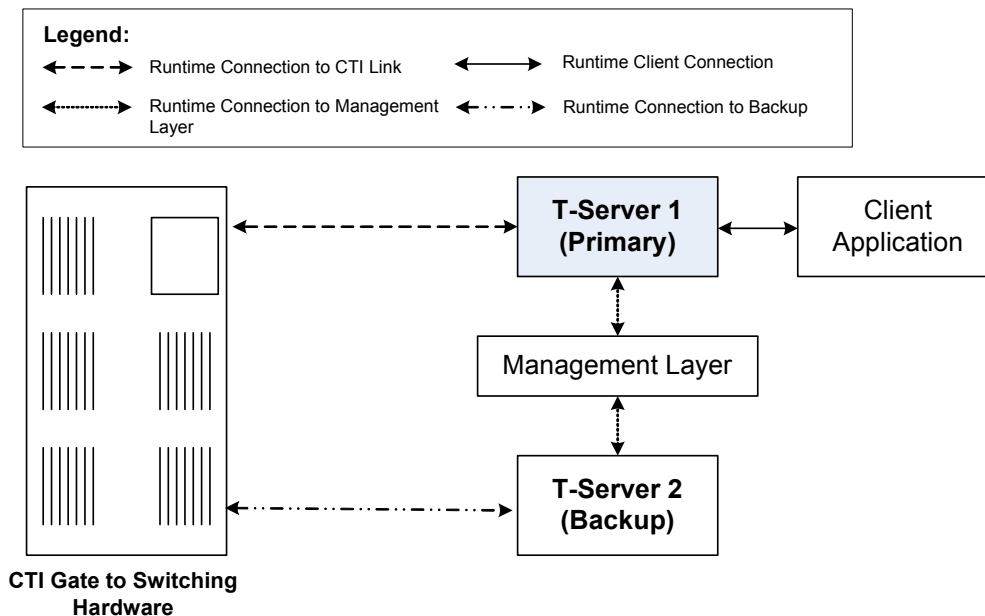 Legend:
Runtime Connection to CTI Link
Runtime Client Connection
Runtime Connection to Management
Layer
Runtime Connection to Backup
T-Server 1
(Primary)
Client
Application
Management Layer
T-Server 2
(Backup)
CTI Gate to Switching
Hardware